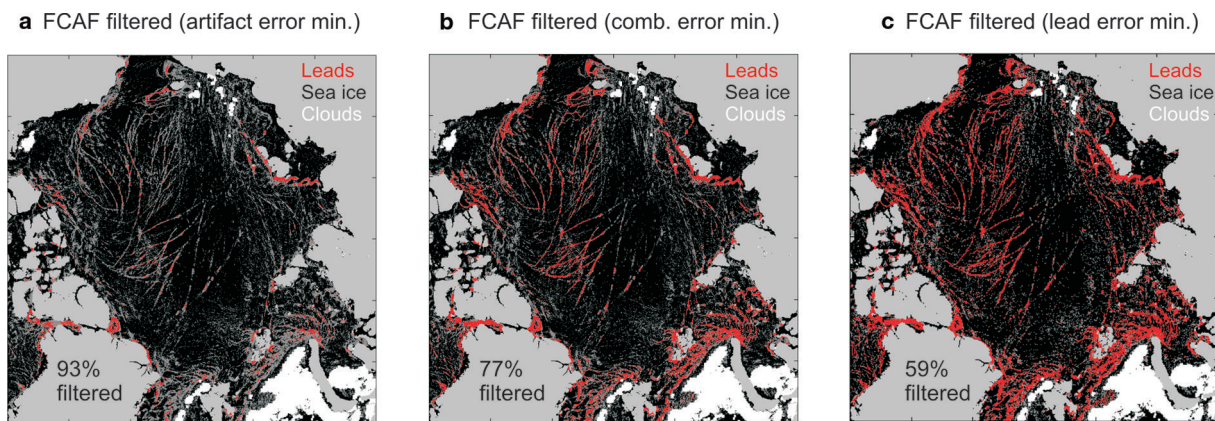 a FCAF filtered (artifact error min.)
b FCAF filtered (comb. error min.)
c FCAF filtered (lead error min.)
Leads
Sea ice
Clouds
93%
filtered
Leads
Sea ice
Clouds
77%
filtered
Leads
Sea ice
Clouds
59%
filtered